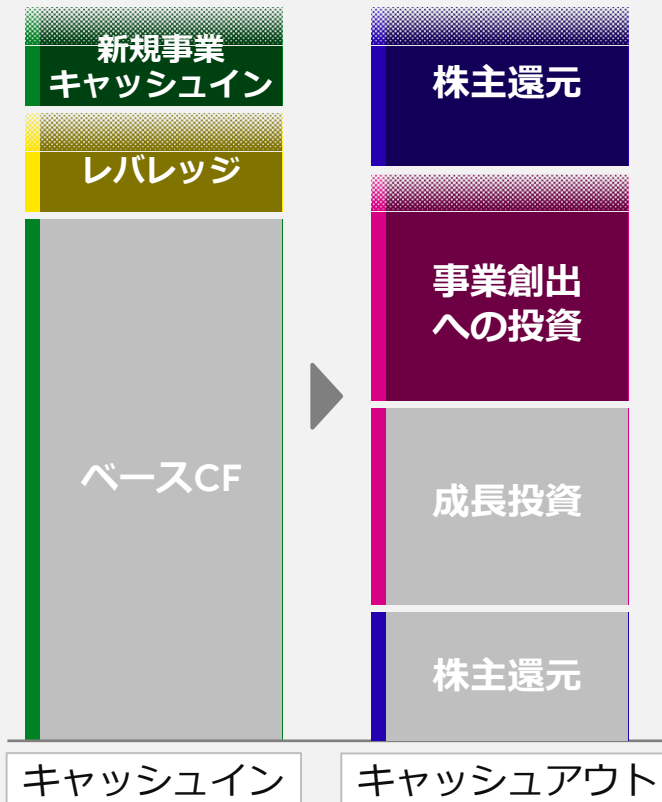 新規事業
キャッシュイン
レバレッジ
ベースCF
キャッシュイン
株主還元
事業創出
への投資
成長投資
株主還元
キャッシュアウト